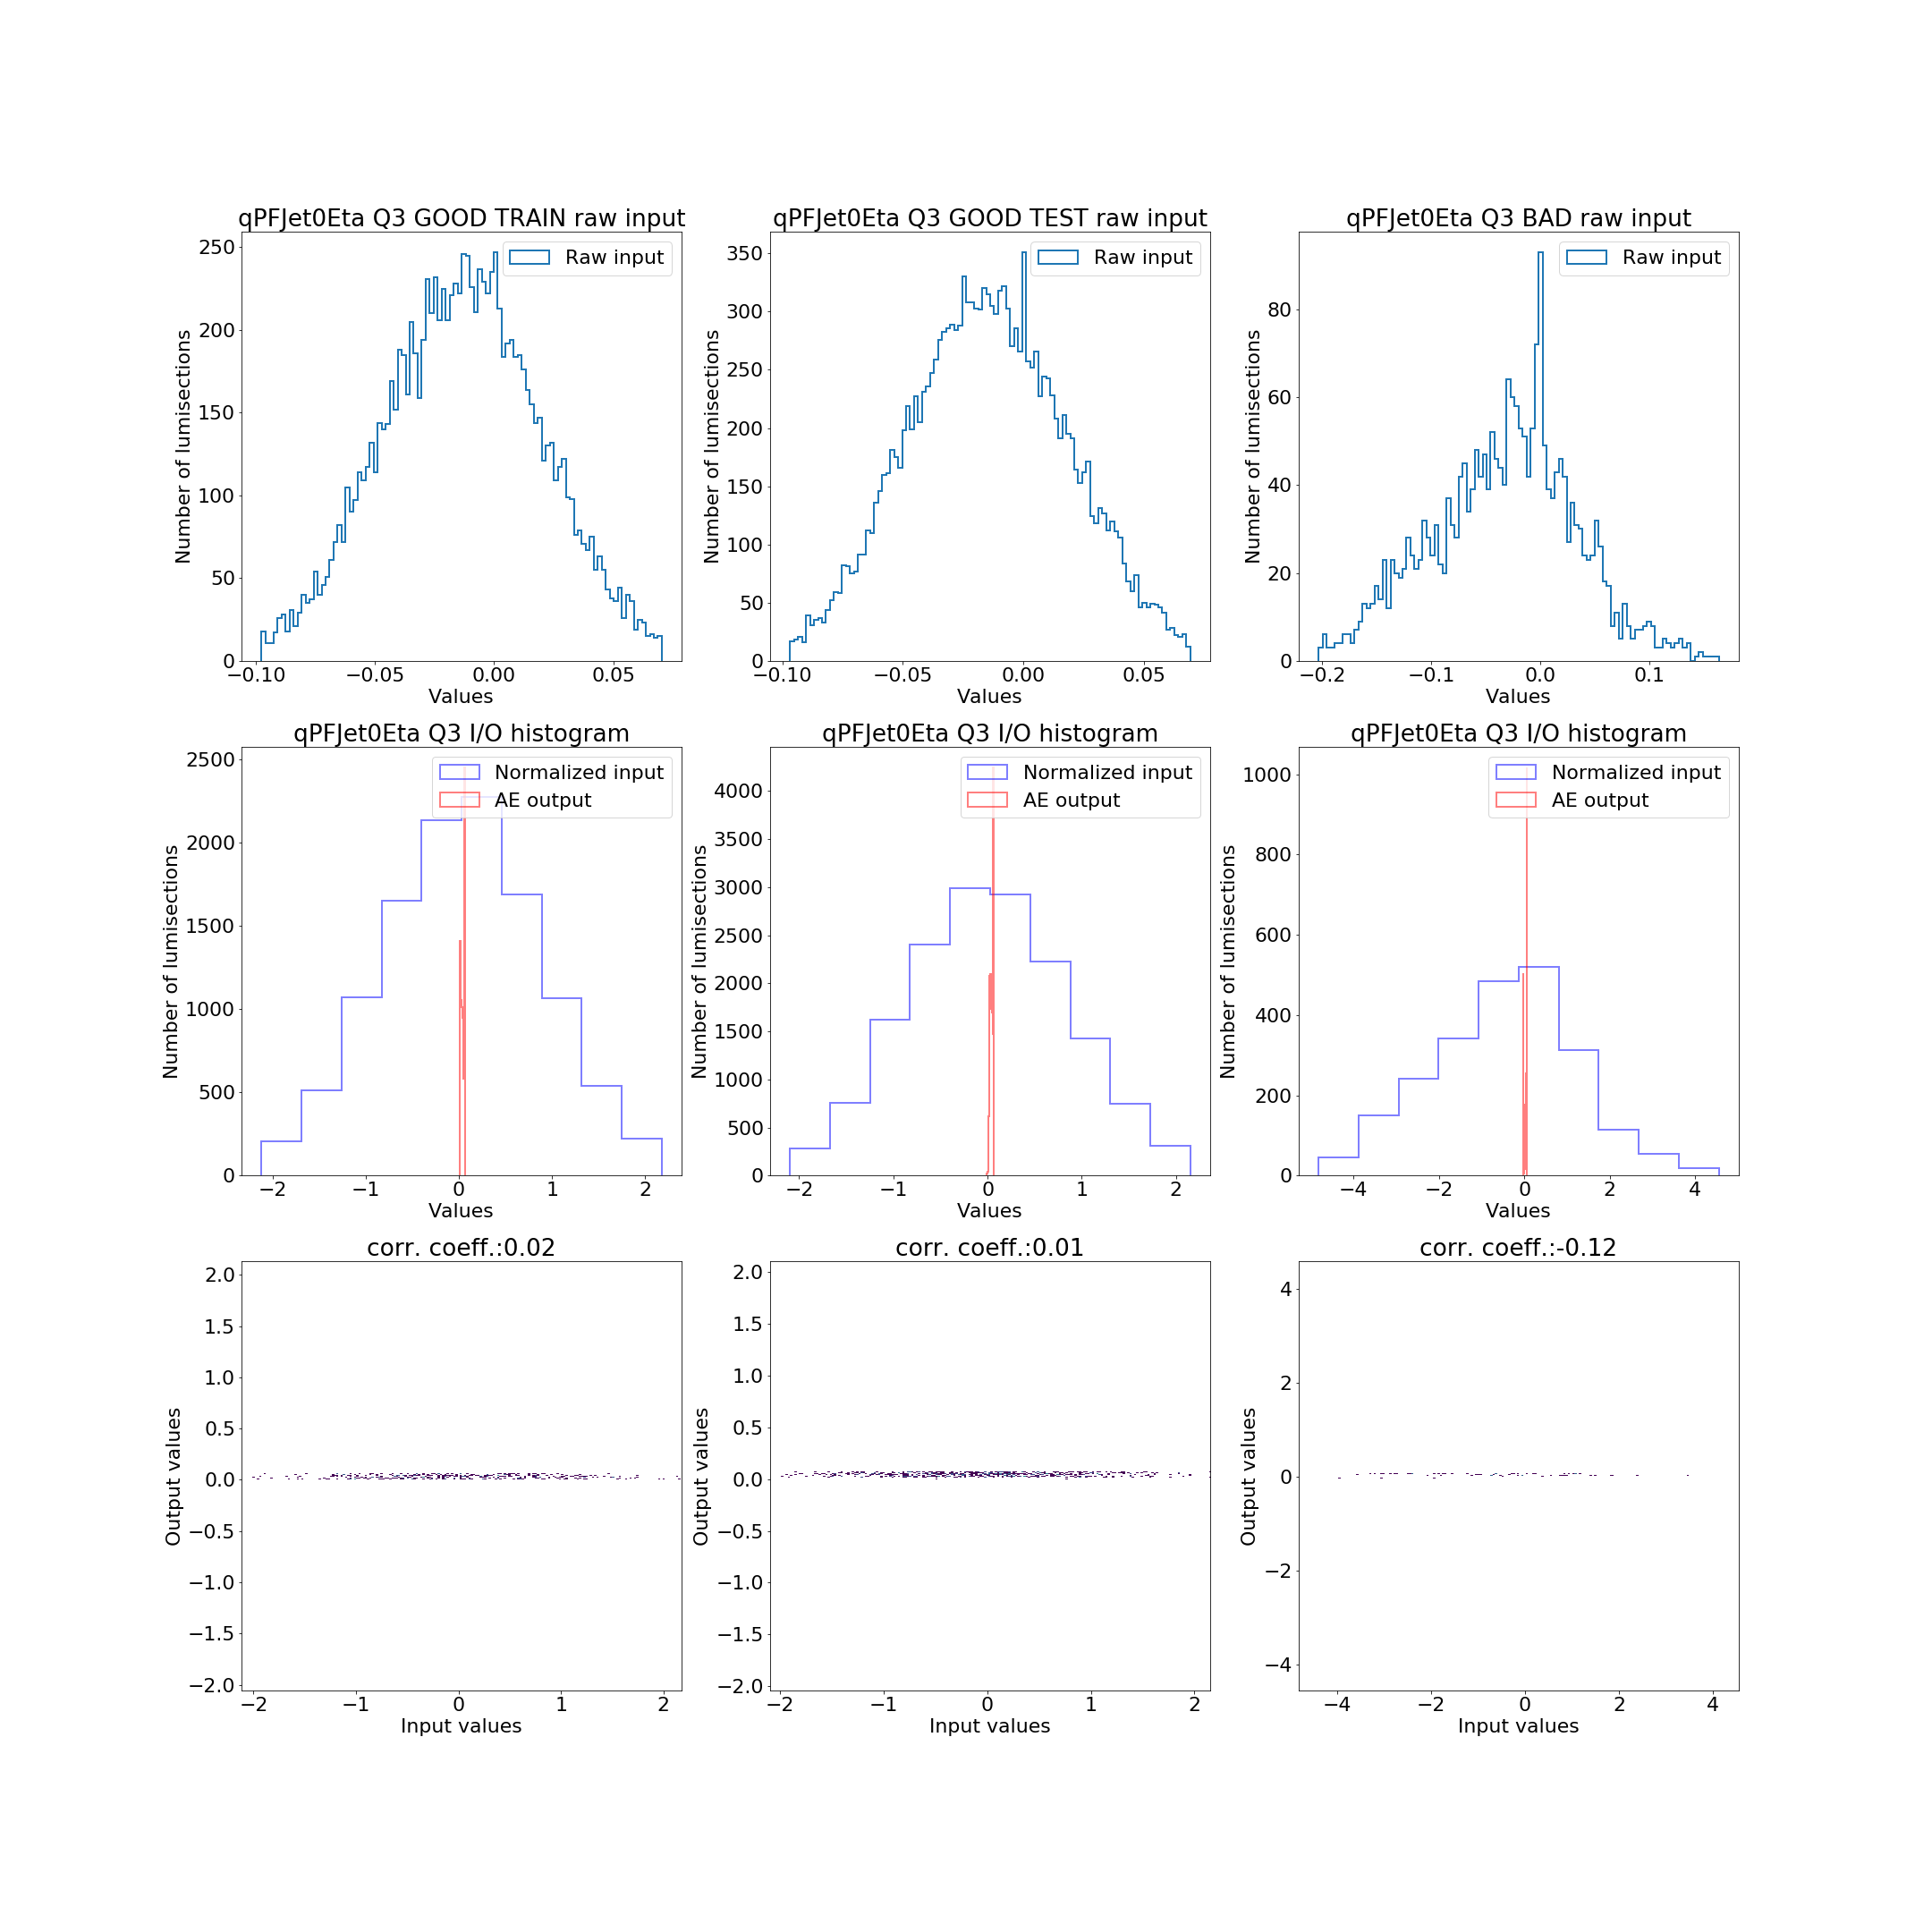 qPFJet0Eta Q3 GOOD TRAIN raw input
qPFJet0Eta Q3 GOOD TEST raw input
qPFJet0Eta Q3 BAD raw input
Raw input
Raw input
Raw input
Number of lumisections
250
200
150
100
50
0
−0.10
−0.05
0.00
0.05
Values
Number of lumisections
350
300
250
200
150
100
50
0
−0.10
−0.05
0.00
0.05
Values
Number of lumisections
80
60
40
20
0
−0.2
−0.1
0.0
0.1
Values
qPFJet0Eta Q3 I/O histogram
qPFJet0Eta Q3 I/O histogram
qPFJet0Eta Q3 I/O histogram
Normalized input
AE output
Normalized input
AE output
Normalized input
AE output
Number of lumisections
2500
2000
1500
1000
500
0
−2
−1
0
1
2
Values
Number of lumisections
4000
3500
3000
2500
2000
1500
1000
500
0
−2
−1
0
1
2
Values
Number of lumisections
1000
800
600
400
200
0
−4
−2
0
2
4
Values
corr. coeff.:0.02
corr. coeff.:0.01
corr. coeff.:-0.12
Output values
2.0
1.5
1.0
0.5
0.0
−0.5
−1.0
−1.5
−2.0
−2
−1
0
1
2
Input values
Output values
2.0
1.5
1.0
0.5
0.0
−0.5
−1.0
−1.5
−2.0
−2
−1
0
1
2
Input values
Output values
4
2
0
−2
−4
−4
−2
0
2
4
Input values